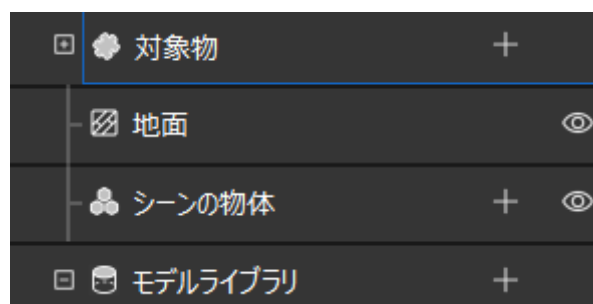 対象物
地面
シーンの物体
モデルライブラリ